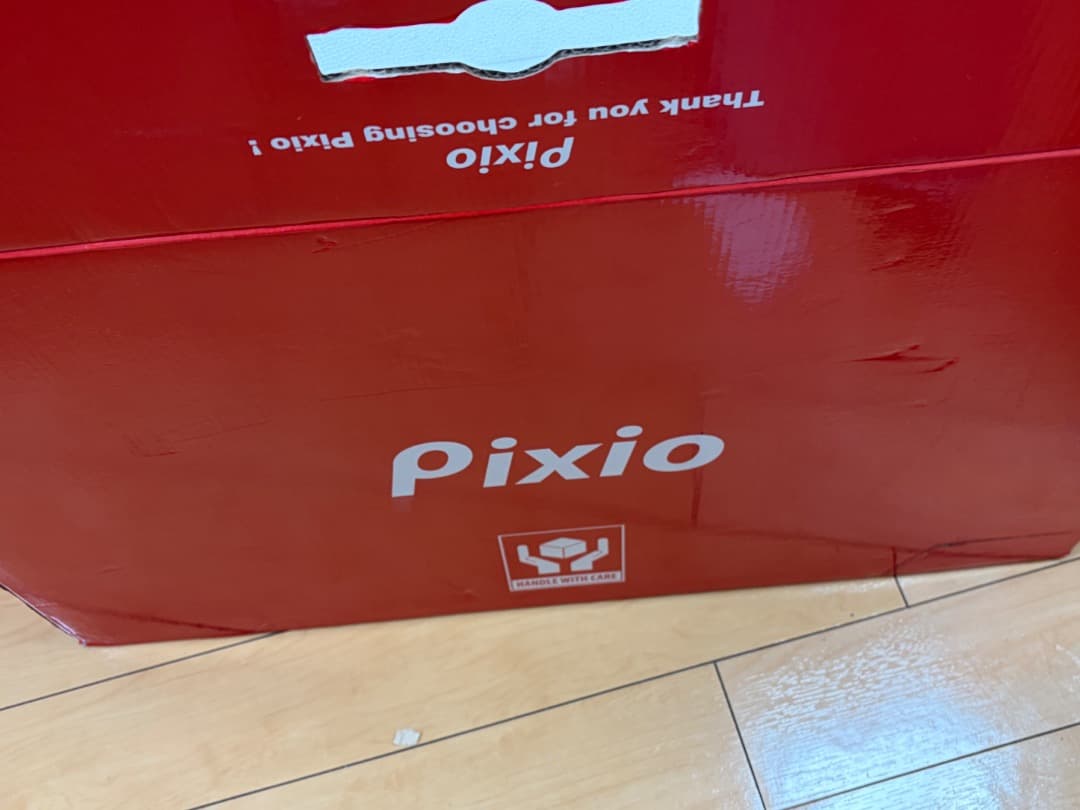 Thank you for choosing Pixio !
Pixio
Pixio
HANDLE WITH CARE